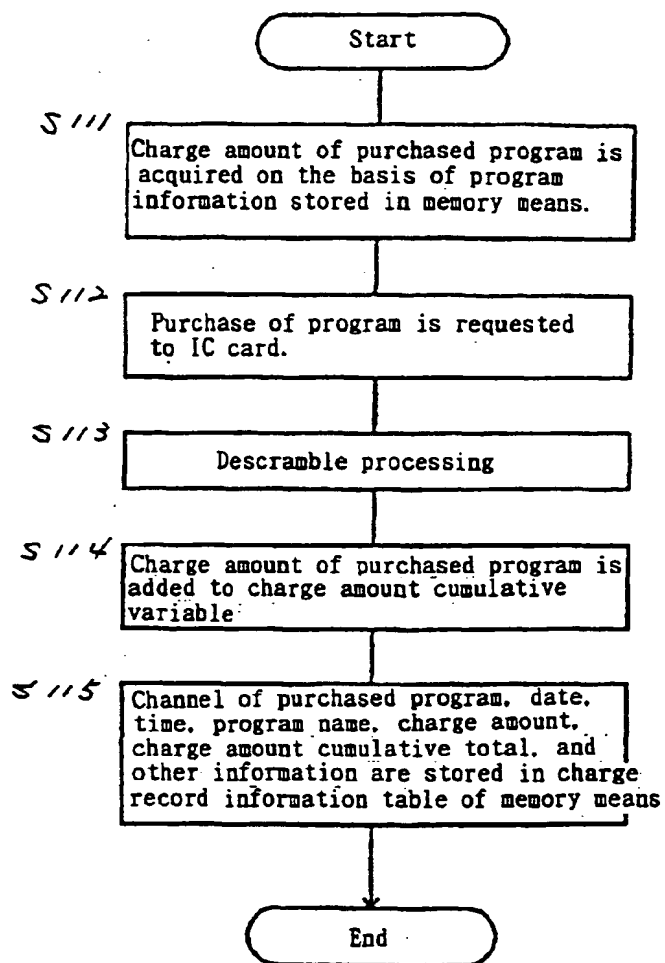 Start
S111
Charge amount of purchased program is
acquired on the basis of program
information stored in memory means.
S112
Purchase of program is requested
to IC card.
S113
Descramble processing
S114
Charge amount of purchased program is
added to charge amount cumulative
variable
S115
Channel of purchased program, date,
time, program name, charge amount,
charge amount cumulative total, and
other information are stored in charge
record information table of memory means
End